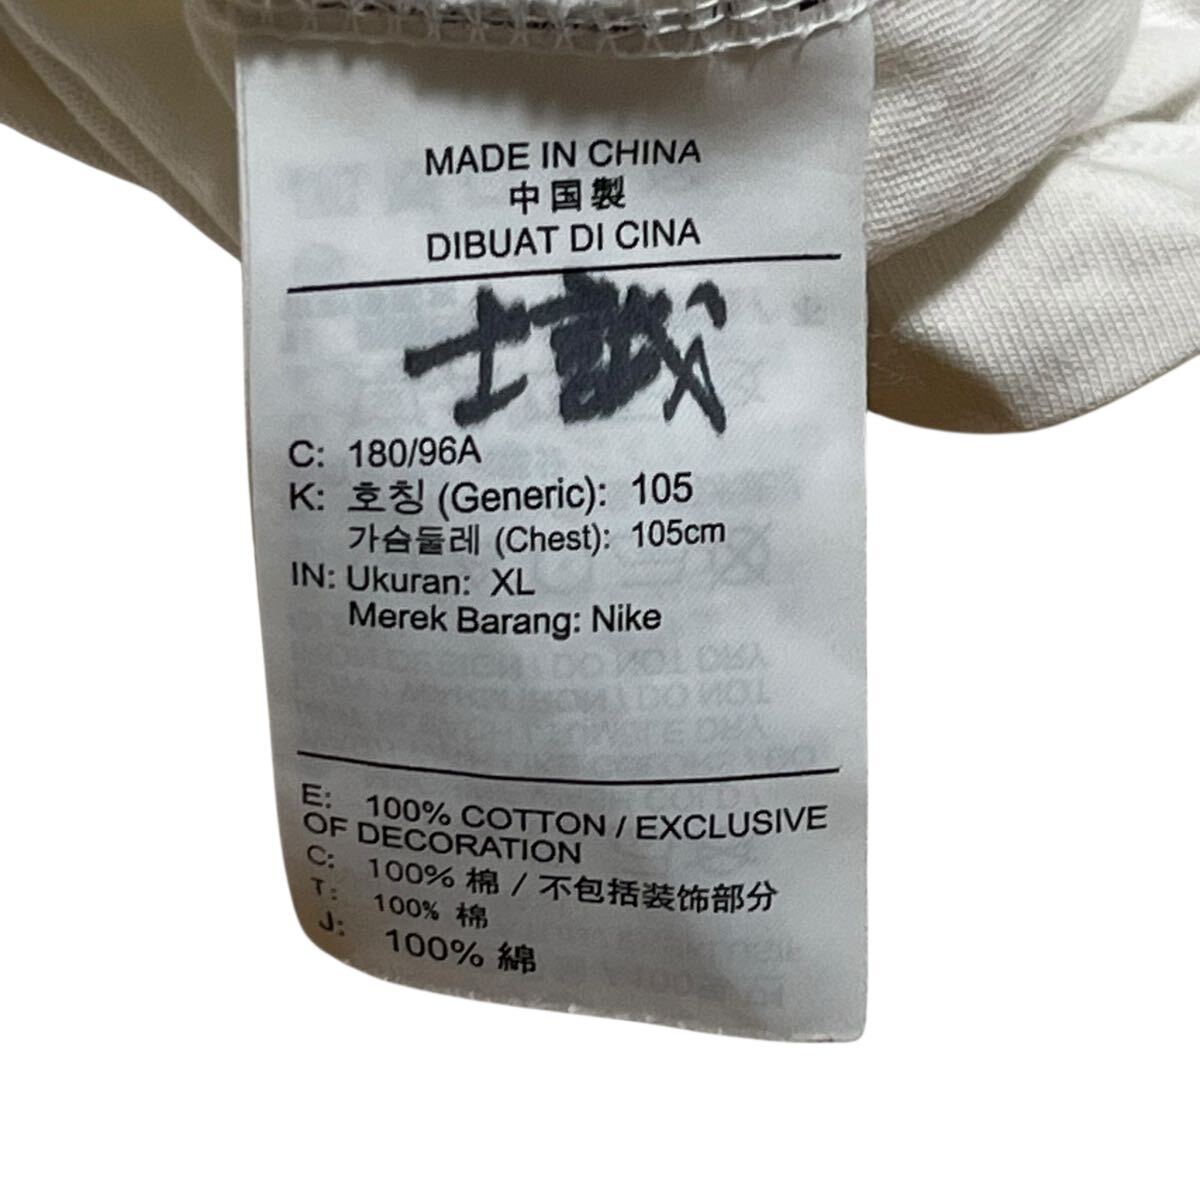 MADE IN CHINA
中国製
DIBUAT DI CINA
士誠
C: 180/96A
K: 호칭 (Generic): 105
가슴둘레 (Chest): 105cm
IN: Ukuran: XL
Merek Barang: Nike
E: 100% COTTON / EXCLUSIVE
OF DECORATION
C: 100% 棉 / 不包括装饰部分
T: 100% 棉
J: 100% 綿